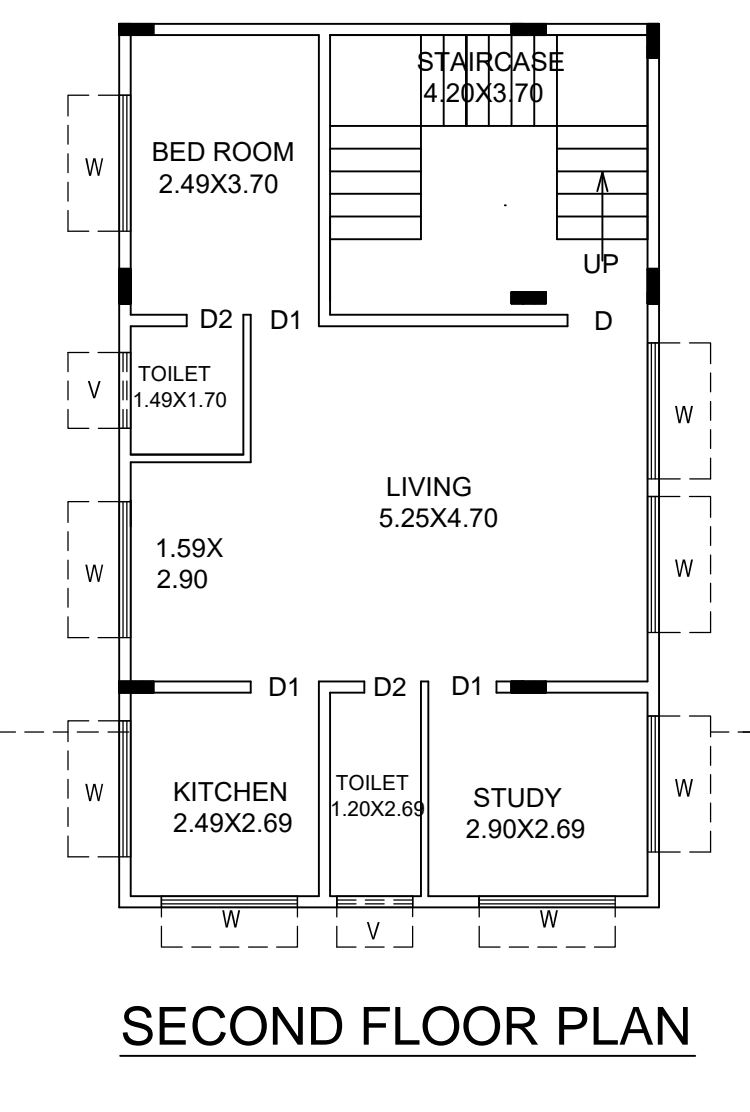 STAIRCASE
4.20X3.70
BED ROOM
2.49X3.70
W
UP
D2
D1
D
TOILET
1.49X1.70
V
W
LIVING
5.25X4.70
1.59X
2.90
W
W
D1
D2
D1
KITCHEN
2.49X2.69
W
TOILET
1.20X2.69
STUDY
2.90X2.69
W
W
V
W
SECOND FLOOR PLAN